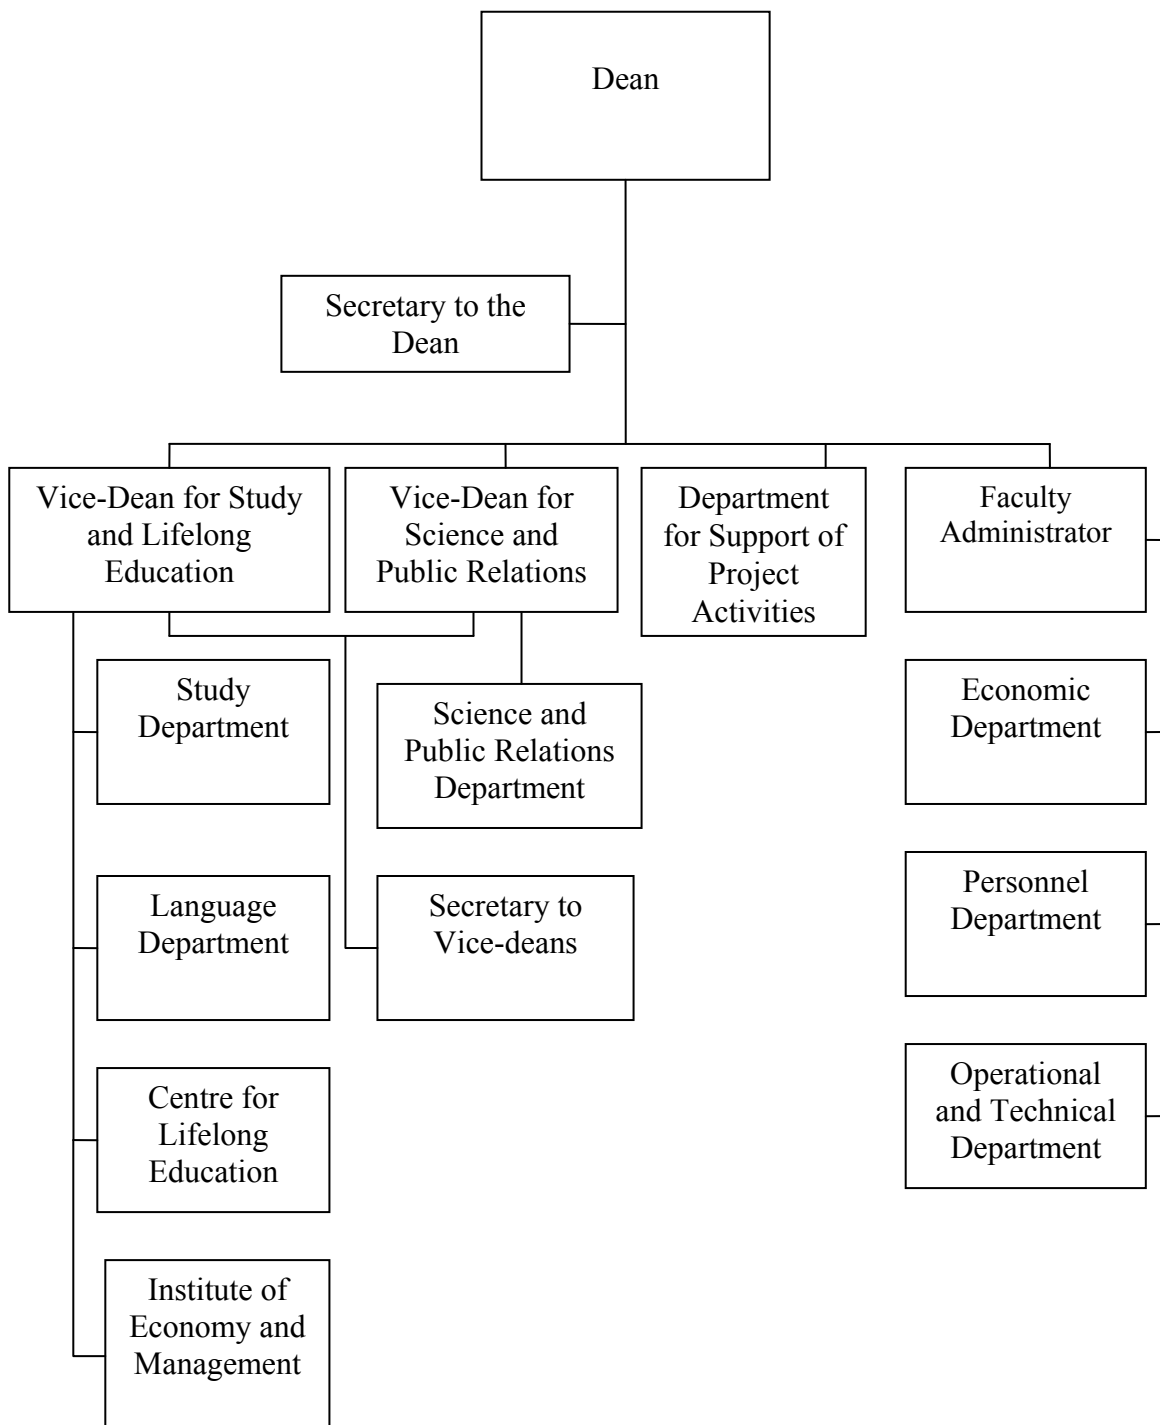 Dean
Secretary to the
Dean
Vice-Dean for Study
and Lifelong
Education
Vice-Dean for
Science and
Public Relations
Department
for Support of
Project
Activities
Faculty
Administrator
Study
Department
Science and
Public Relations
Department
Economic
Department
Language
Department
Secretary to
Vice-deans
Personnel
Department
Centre for
Lifelong
Education
Operational
and Technical
Department
Institute of
Economy and
Management